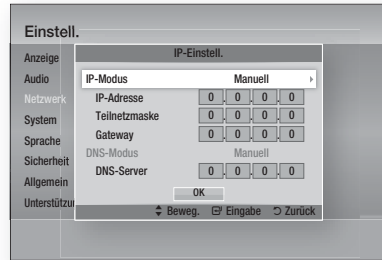 Einstell.
IP-Einstell.
Anzeige
Audio
Netzwerk
System
Sprache
Sicherheit
Allgemein
IP-Modus Manuell
IP-Adresse 0 . 0 . 0 . 0
Teilnetzmaske 0 . 0 . 0 . 0
Gateway 0 . 0 . 0 . 0
DNS-Modus Manuell
DNS-Server 0 . 0 . 0 . 0
OK
Beweg. Eingabe Zurück